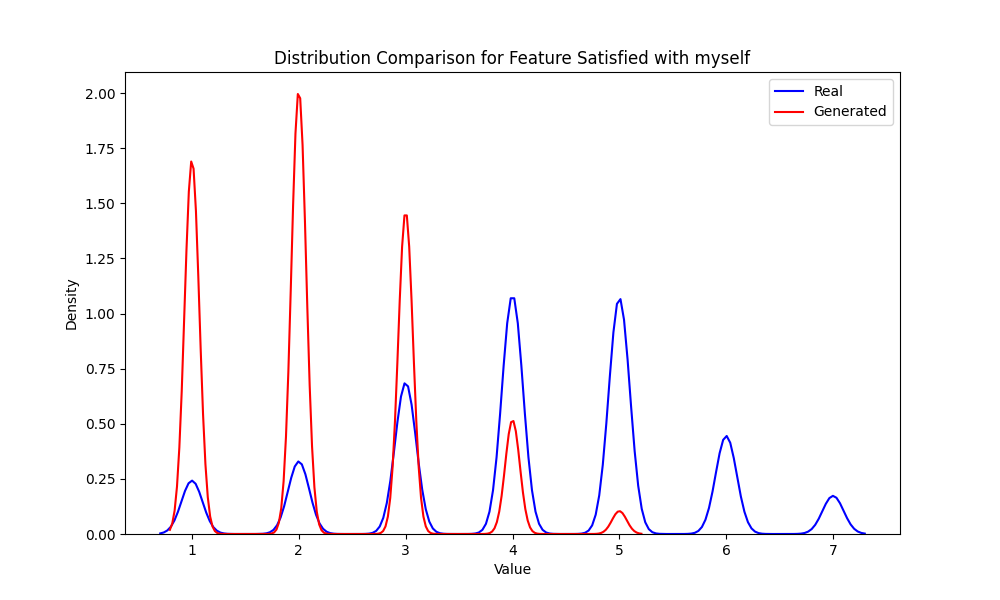 Distribution Comparison for Feature Satisfied with myself
Real
Generated
Density
2.00
1.75
1.50
1.25
1.00
0.75
0.50
0.25
0.00
1 2 3 4 5 6 7
Value